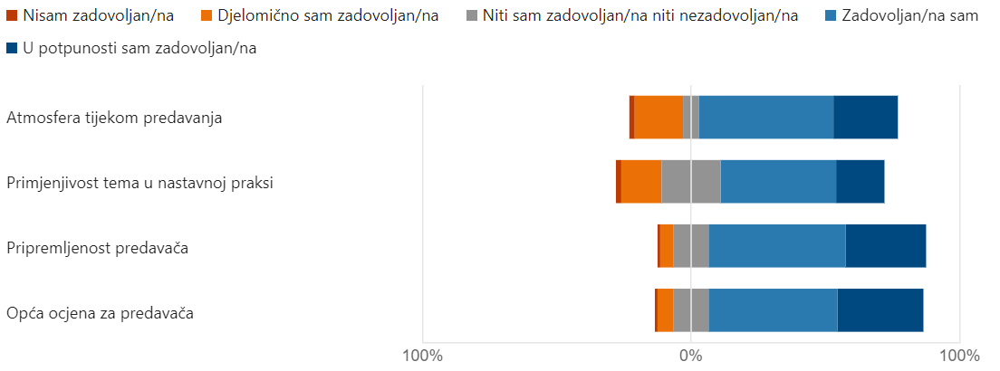 Nisam zadovoljan/na Djelomično sam zadovoljan/na Niti sam zadovoljan/na niti nezadovoljan/na Zadovoljan/na sam
U potpunosti sam zadovoljan/na
Atmosfera tijekom predavanja
Primjenjivost tema u nastavnoj praksi
Pripremljenost predavača
Opća ocjena za predavača
100% 0% 100%